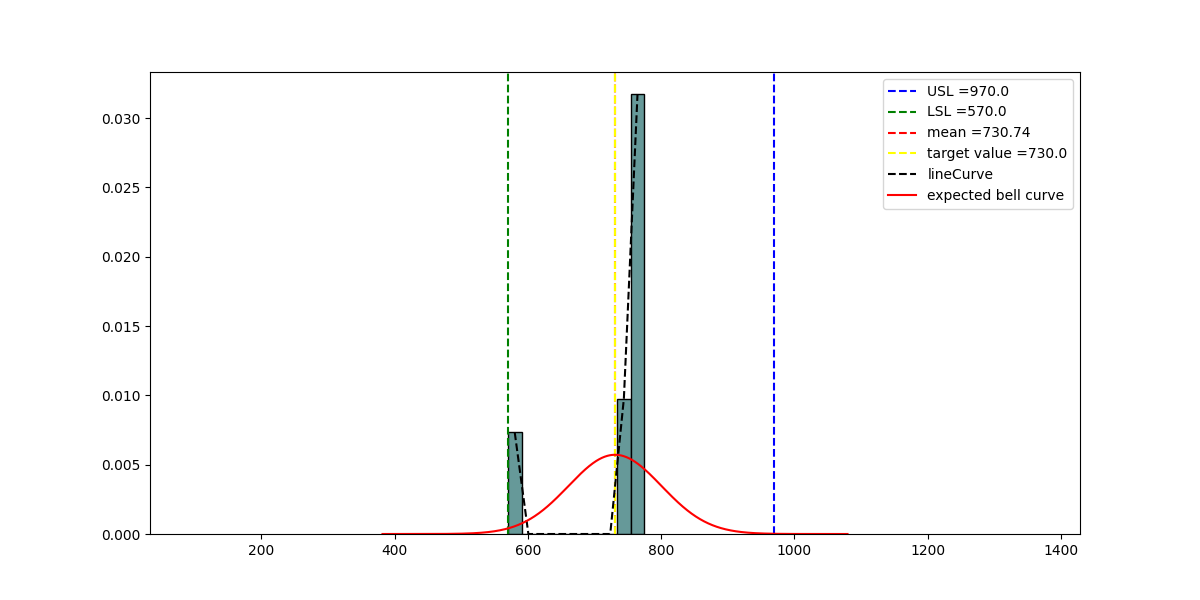 0.030
0.025
0.020
0.015
0.010
0.005
0.000
200 400 600 800 1000 1200 1400
USL =970.0
LSL =570.0
mean =730.74
target value =730.0
lineCurve
expected bell curve